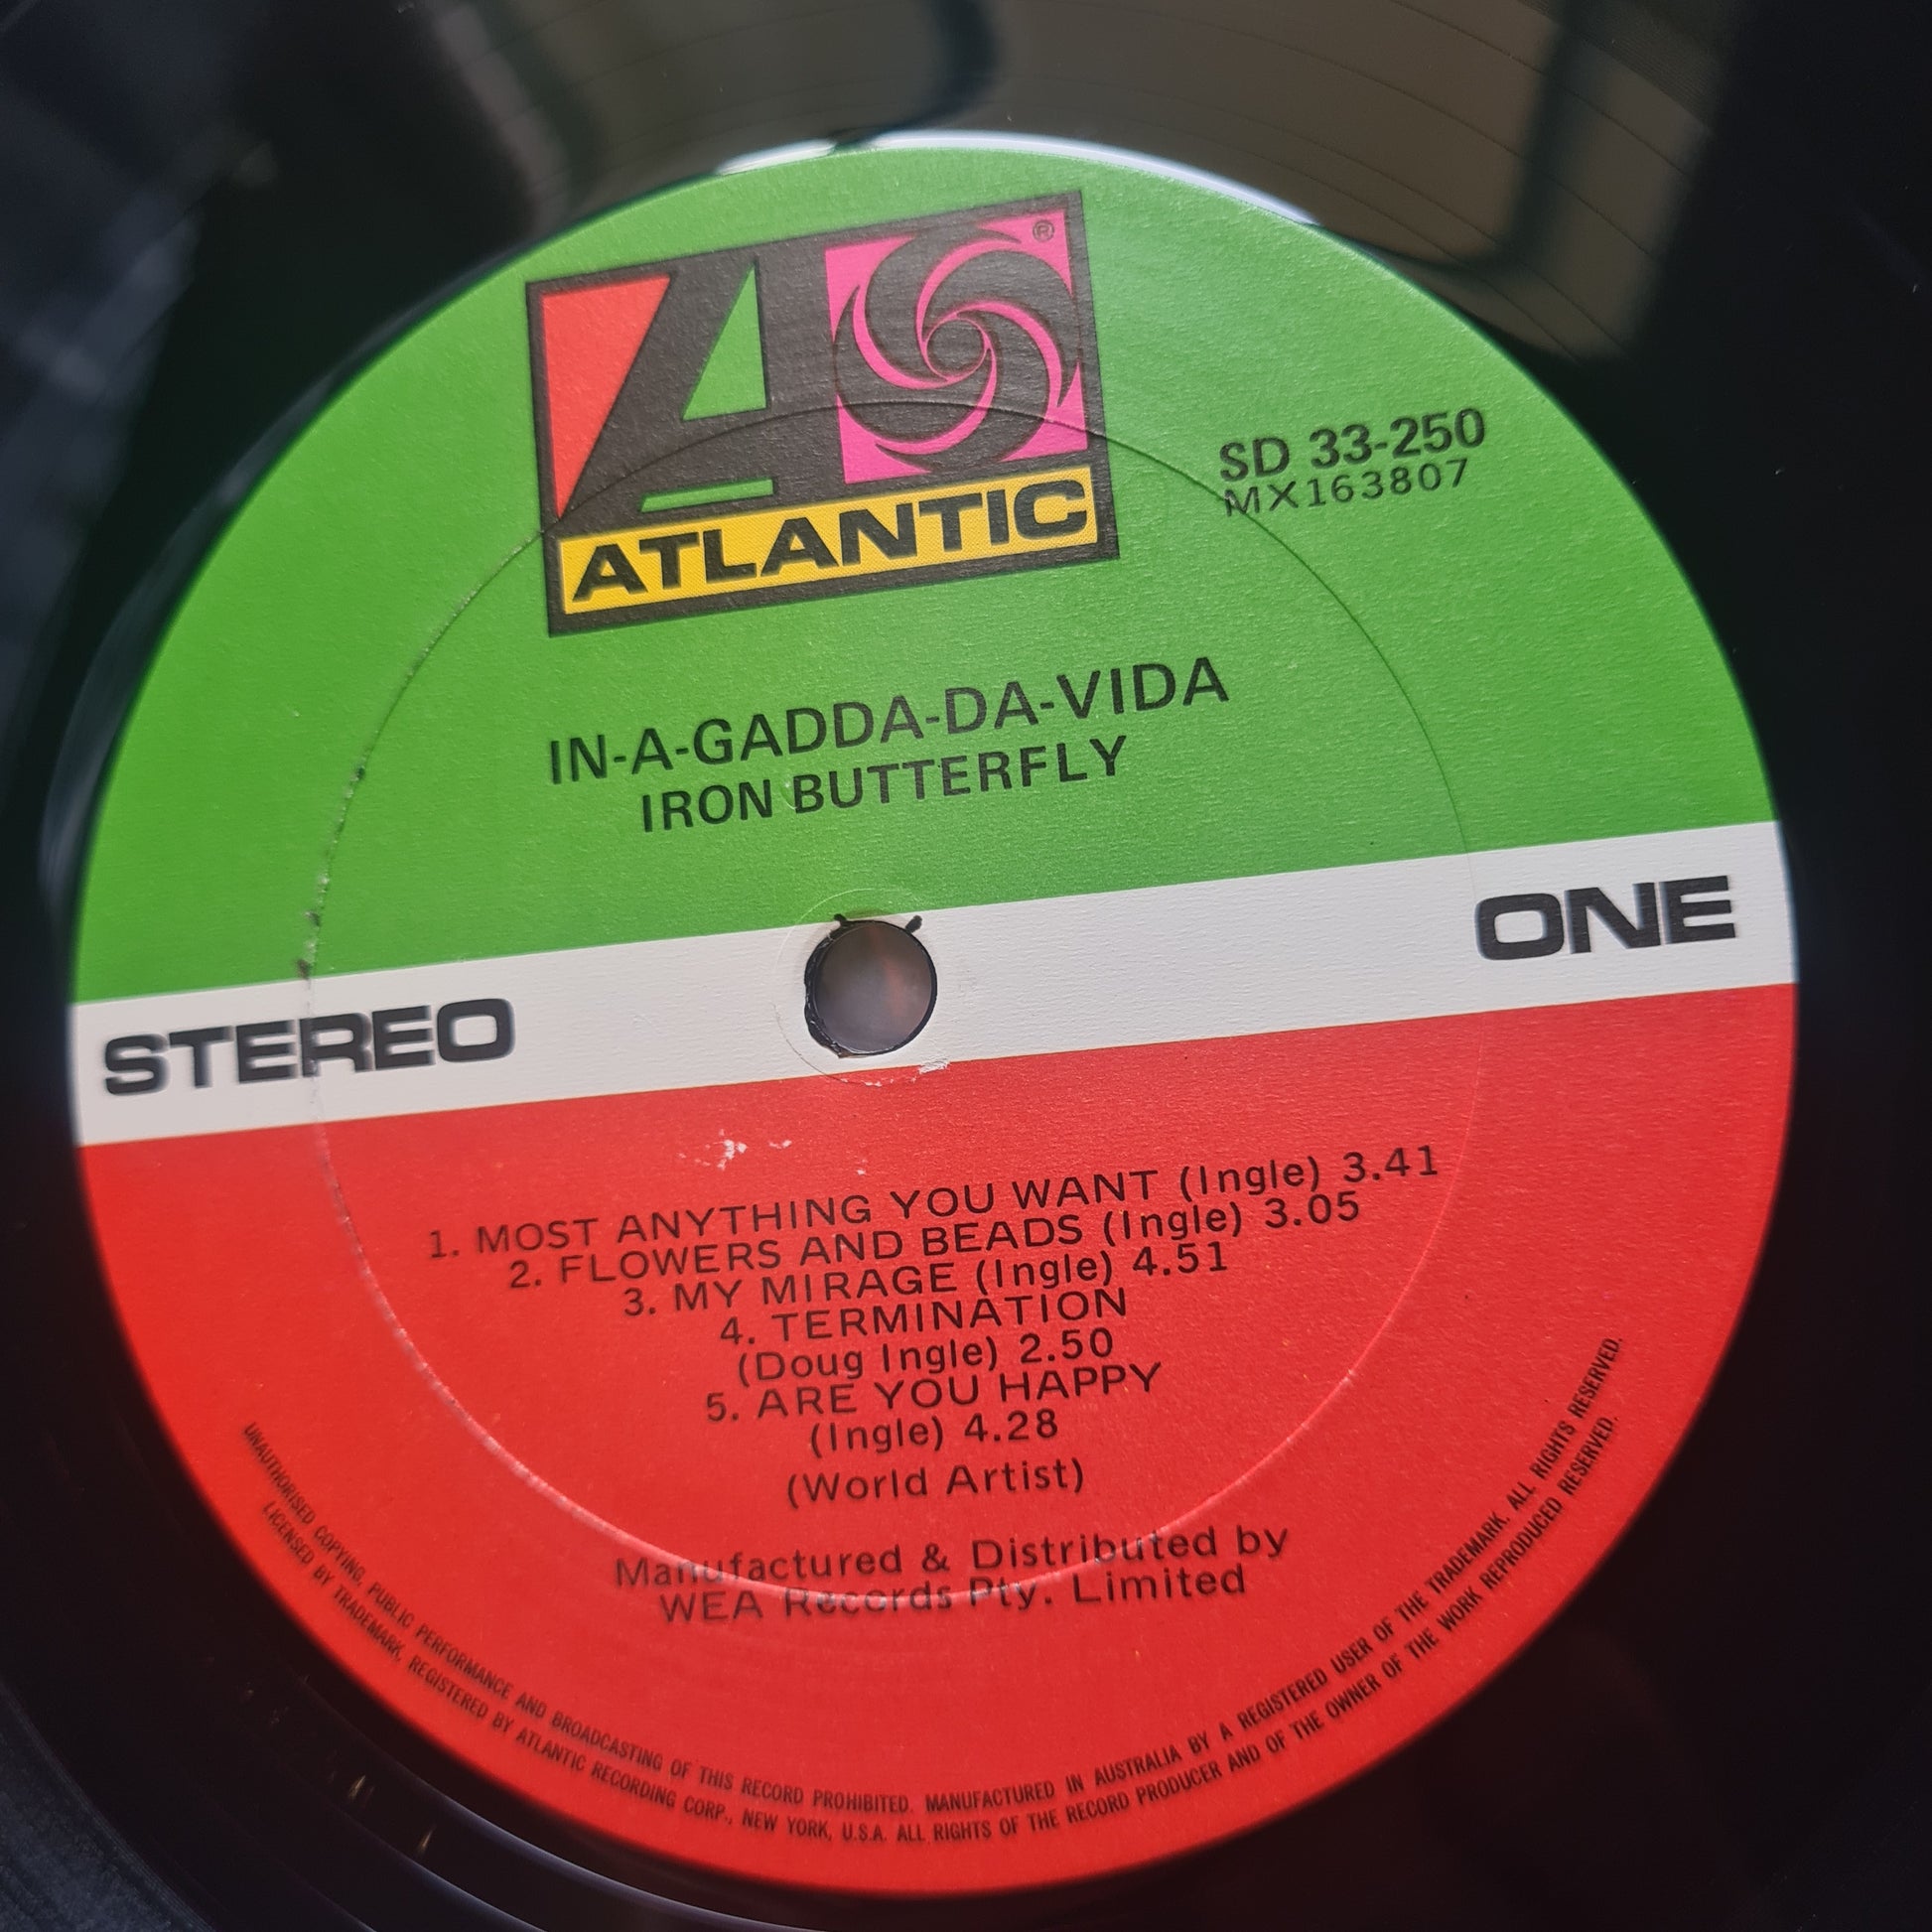 ®
ATLANTIC
SD 33-250
MX163807
IN-A-GADDA-DA-VIDA
IRON BUTTERFLY
STEREO
ONE
1. MOST ANYTHING YOU WANT (Ingle) 3.41
2. FLOWERS AND BEADS (Ingle) 3.05
3. MY MIRAGE (Ingle) 4.51
4. TERMINATION
(Doug Ingle) 2.50
5. ARE YOU HAPPY
(Ingle) 4.28
(World Artist)
Manufactured & Distributed by
WEA Records Pty. Limited
UNAUTHORISED COPYING, PUBLIC PERFORMANCE AND BROADCASTING OF THIS RECORD PROHIBITED. MANUFACTURED IN AUSTRALIA BY A REGISTERED USER OF THE TRADEMARK. ALL RIGHTS RESERVED.
LICENSED BY TRADEMARK, REGISTERED BY ATLANTIC RECORDING CORP., NEW YORK, U.S.A. ALL RIGHTS OF THE RECORD PRODUCER AND OF THE OWNER OF THE WORK REPRODUCED RESERVED.